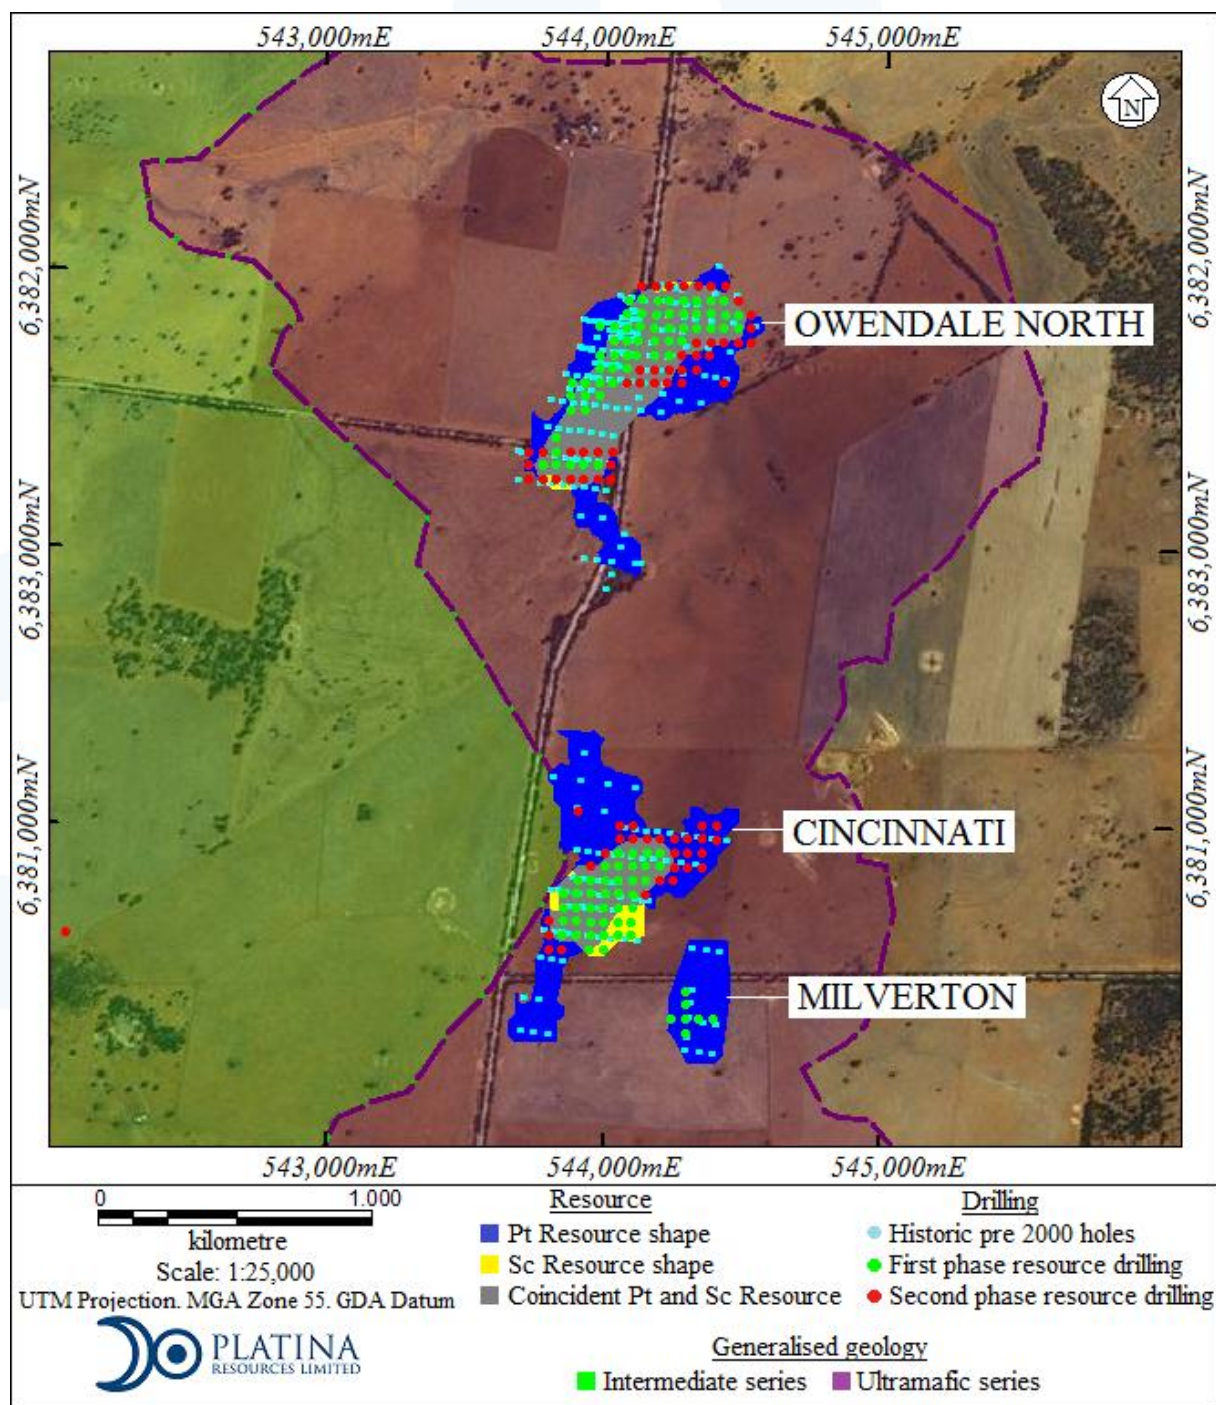 543,000mE 544,000mE 545,000mE
N
6,382,000mN 6,382,000mN
OWENDALE NORTH
6,383,000mN 6,383,000mN
CINCINNATI
6,381,000mN 6,381,000mN
MILVERTON
543,000mE 544,000mE 545,000mE
0 1.000
kilometre
Scale: 1:25,000
UTM Projection. MGA Zone 55. GDA Datum
PLATINA
RESOURCES LIMITED
Resource
Pt Resource shape
Sc Resource shape
Coincident Pt and Sc Resource
Drilling
Historic pre 2000 holes
First phase resource drilling
Second phase resource drilling
Generalised geology
Intermediate series Ultramafic series